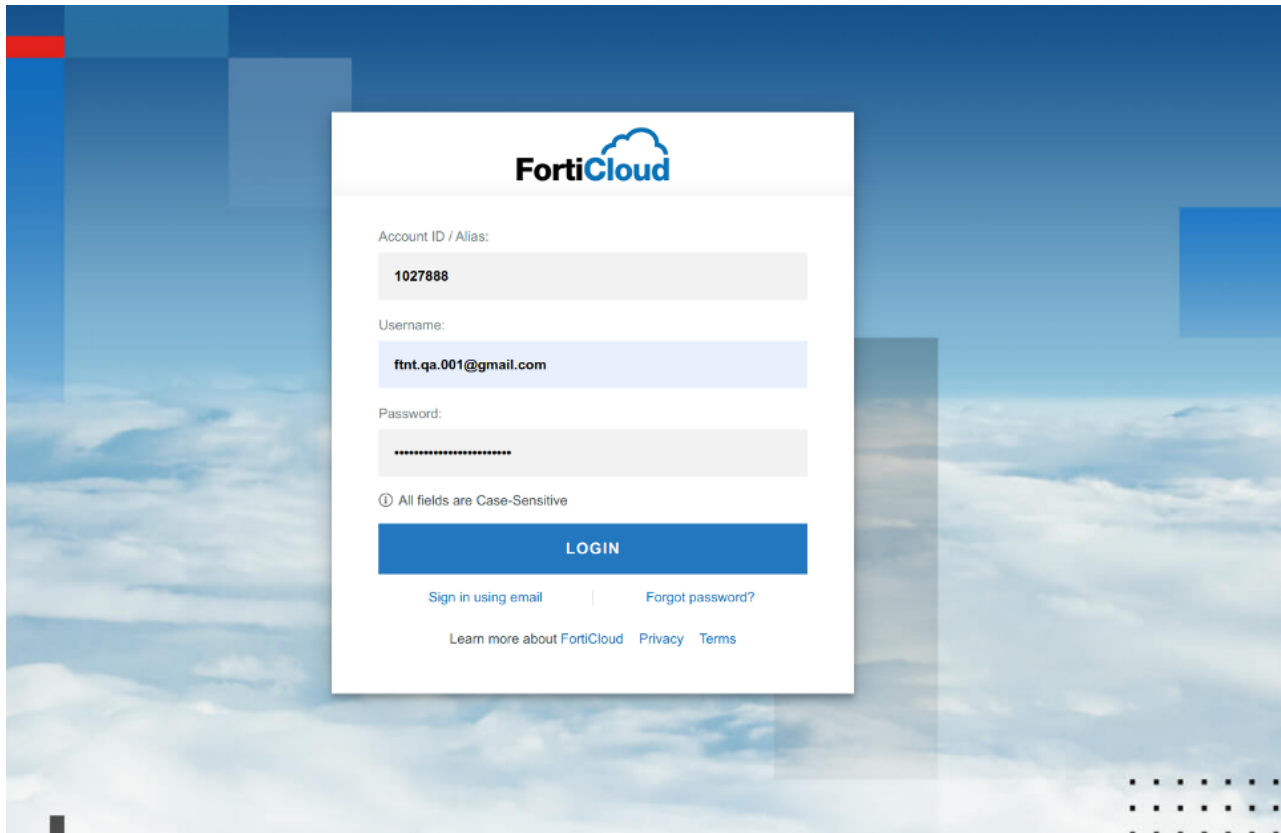 FortiCloud
Account ID / Alias:
1027888
Username:
ftnt.qa.001@gmail.com
Password:
••••••••••••••••••••••••
All fields are Case-Sensitive
LOGIN
Sign in using email Forgot password?
Learn more about FortiCloud Privacy Terms